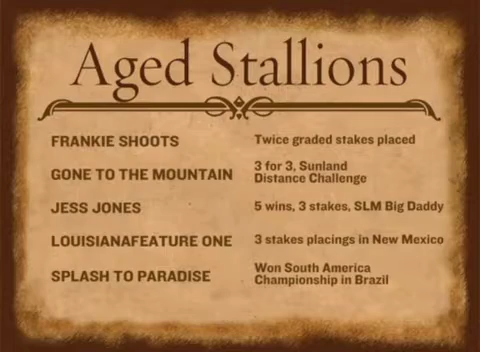 Aged Stallions
FRANKIE SHOOTS Twice graded stakes placed
GONE TO THE MOUNTAIN 3 for 3, Sunland
Distance Challenge
JESS JONES 5 wins, 3 stakes, SLM Big Daddy
LOUISIANAFEATURE ONE 3 stakes placings in New Mexico
SPLASH TO PARADISE Won South America
Championship in Brazil